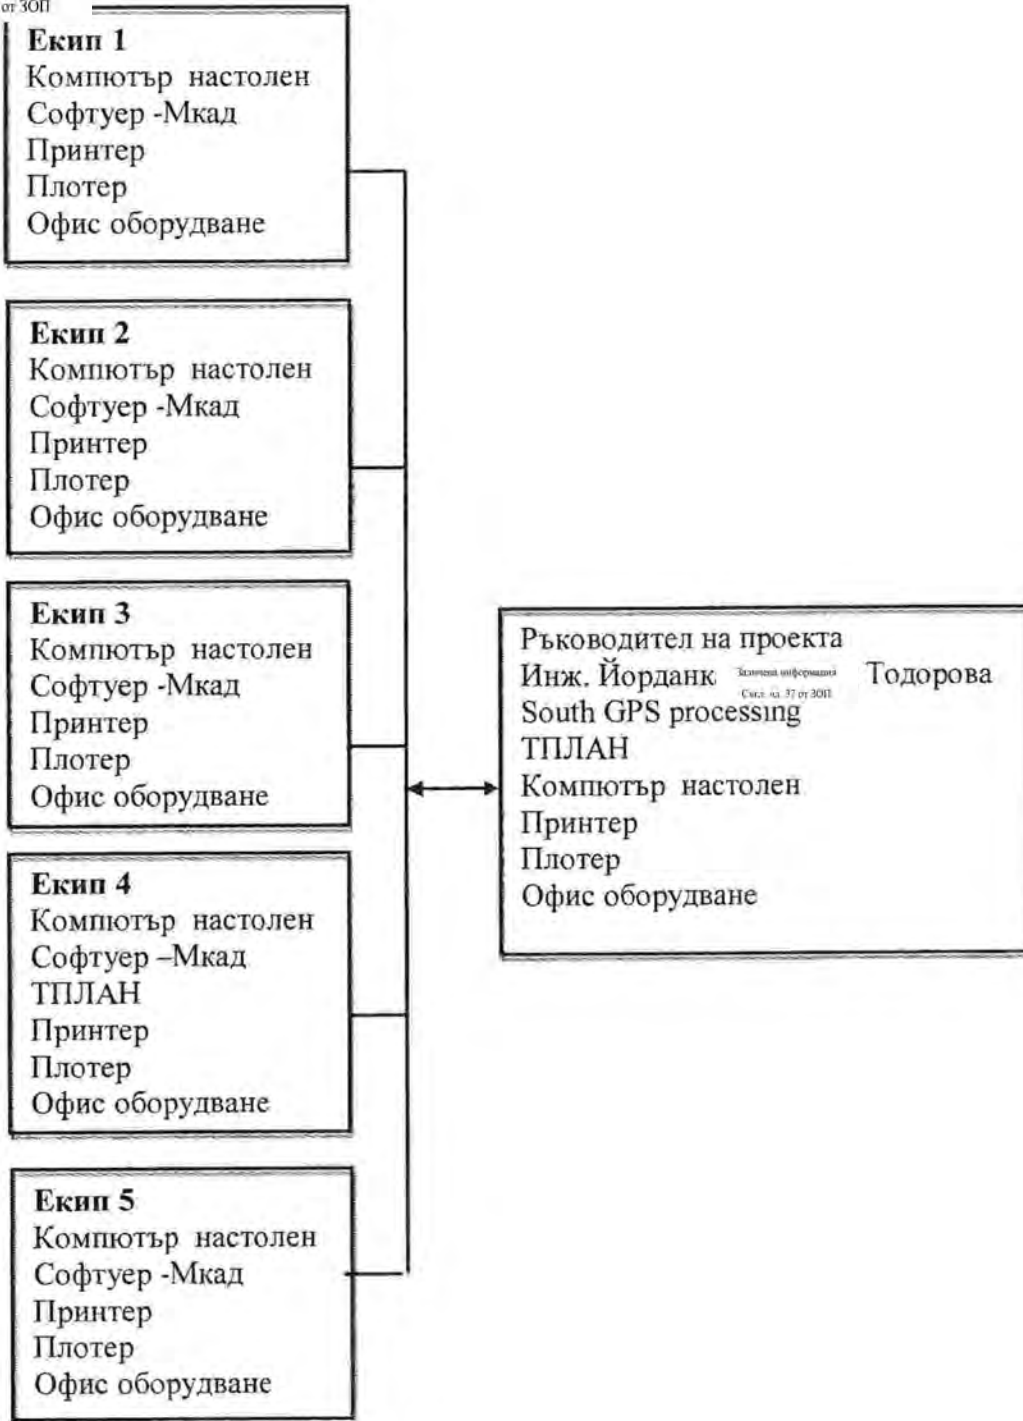 от ЗОП
Екип 1
Компютър настолен
Софтуер -Мкад
Принтер
Плотер
Офис оборудване
Екип 2
Компютър настолен
Софтуер -Мкад
Принтер
Плотер
Офис оборудване
Екип 3
Компютър настолен
Софтуер -Мкад
Принтер
Плотер
Офис оборудване
Екип 4
Компютър настолен
Софтуер –Мкад
ТПЛАН
Принтер
Плотер
Офис оборудване
Екип 5
Компютър настолен
Софтуер -Мкад
Принтер
Плотер
Офис оборудване
Ръководител на проекта
Инж. Йорданк Заличена информация Тодорова
Съгл. чл. 37 от ЗОП
South GPS processing
ТПЛАН
Компютър настолен
Принтер
Плотер
Офис оборудване